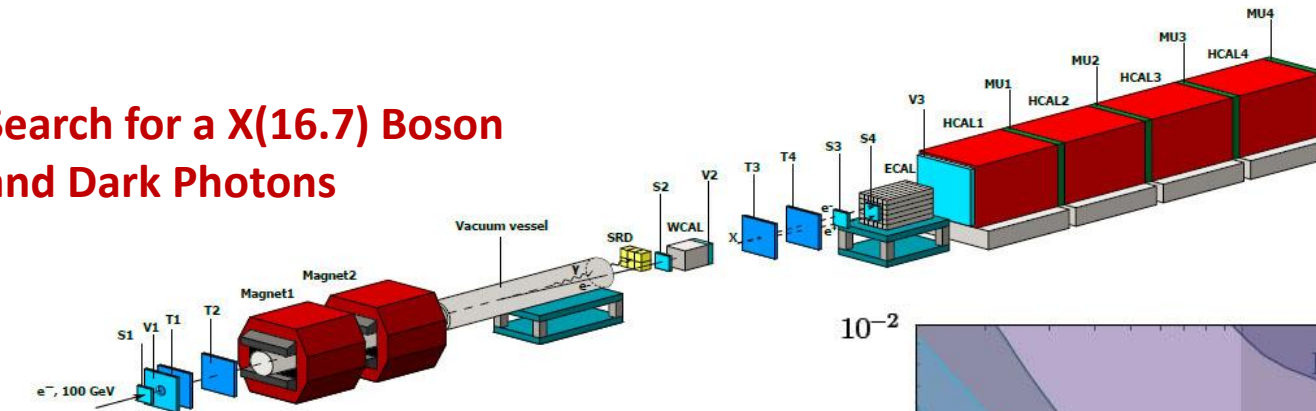 earch for a X(16.7) Boson
and Dark Photons
e⁻, 100 GeV
S1
V1
T1
T2
Magnet1
Magnet2
Vacuum vessel
γ
e-
SRD
S2
WCAL
V2
X
T3
T4
e-
e+
S3
S4
ECAL
V3
HCAL1
MU1
HCAL2
MU2
HCAL3
MU3
HCAL4
MU4
10⁻²